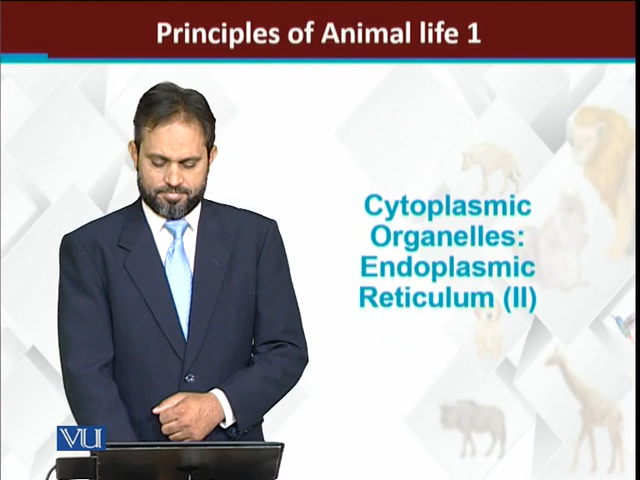 Principles of Animal life 1
Cytoplasmic
Organelles:
Endoplasmic
Reticulum (II)
VU